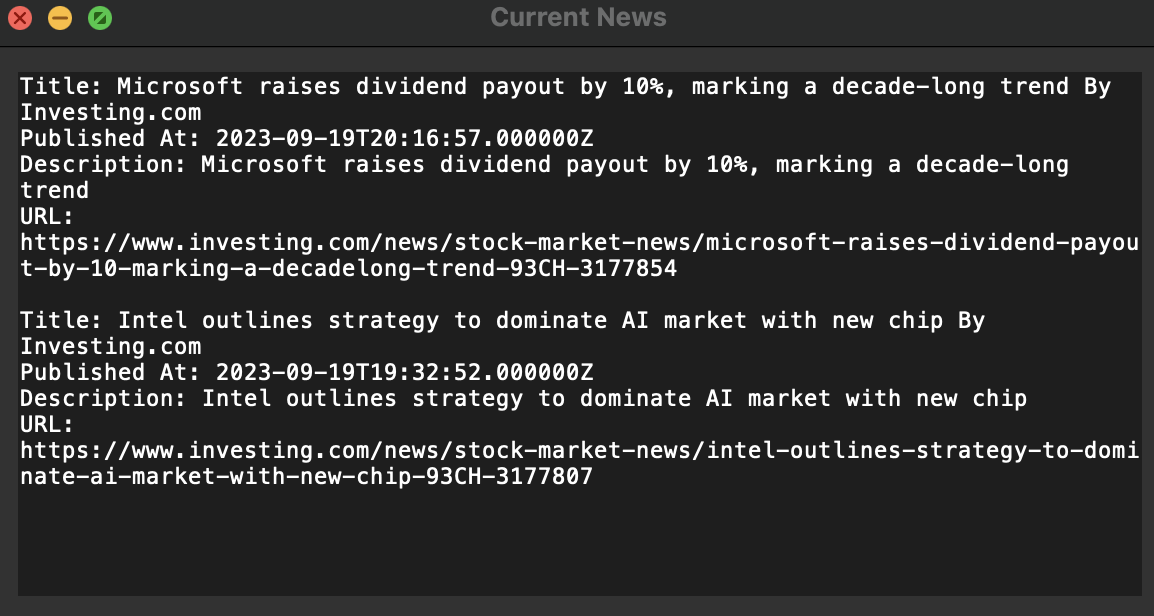 Current News
Title: Microsoft raises dividend payout by 10%, marking a decade-long trend By
Investing.com
Published At: 2023-09-19T20:16:57.000000Z
Description: Microsoft raises dividend payout by 10%, marking a decade-long
trend
URL:
https://www.investing.com/news/stock-market-news/microsoft-raises-dividend-payou
t-by-10-marking-a-decadelong-trend-93CH-3177854
Title: Intel outlines strategy to dominate AI market with new chip By
Investing.com
Published At: 2023-09-19T19:32:52.000000Z
Description: Intel outlines strategy to dominate AI market with new chip
URL:
https://www.investing.com/news/stock-market-news/intel-outlines-strategy-to-domi
nate-ai-market-with-new-chip-93CH-3177807